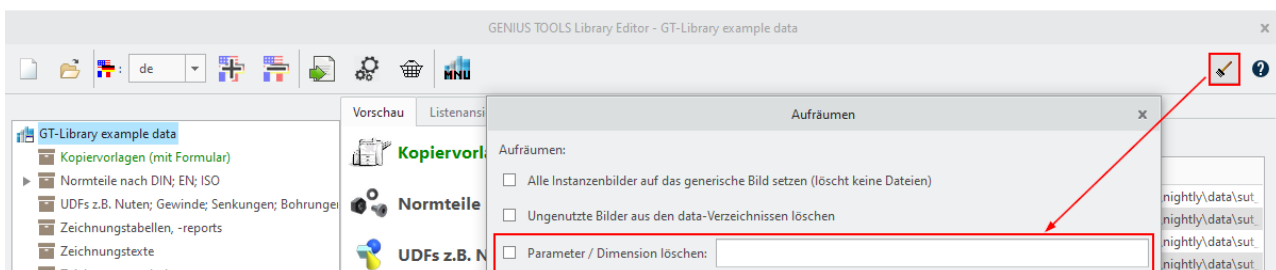 GENIUS TOOLS Library Editor - GT-Library example data x
: de MNU ?
Vorschau Listenansi Aufräumen x
GT-Library example data
Aufräumen:
Kopiervorlagen (mit Formular) Kopiervorl
Alle Instanzenbilder auf das generische Bild setzen (löscht keine Dateien)
Normteile nach DIN; EN; ISO
UDFs z.B. Nuten; Gewinde; Senkungen; Bohrunger Normteile nightly\data\sut_
Ungenutzte Bilder aus den data-Verzeichnissen löschen nightly\data\sut_
Zeichnungstabellen, -reports nightly\data\sut_
Zeichnungstexte UDFs z.B. N Parameter / Dimension löschen: nightly\data\sut_